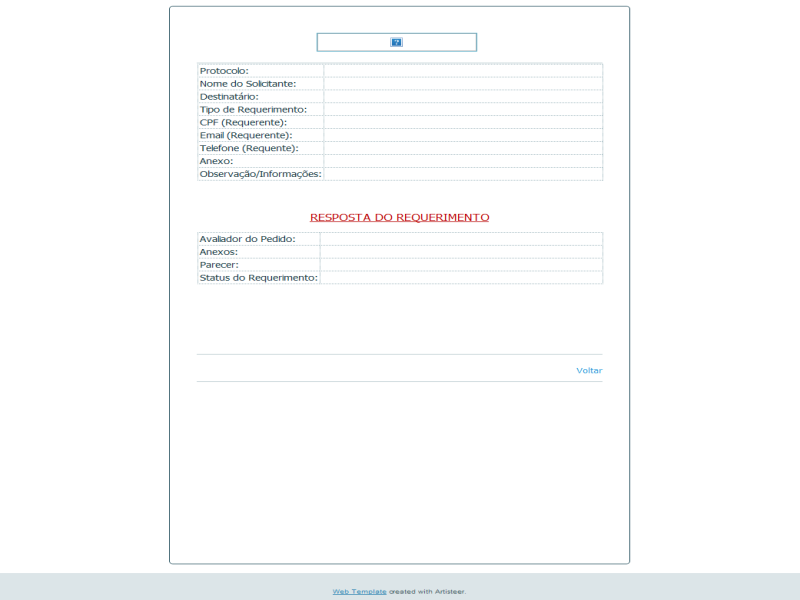 Protocolo:
Nome do Solicitante:
Destinatário:
Tipo de Requerimento:
CPF (Requerente):
Email (Requerente):
Telefone (Requente):
Anexo:
Observação/Informações:
RESPOSTA DO REQUERIMENTO
Avaliador do Pedido:
Anexos:
Parecer:
Status do Requerimento:
Voltar
Web Template created with Artisteer.